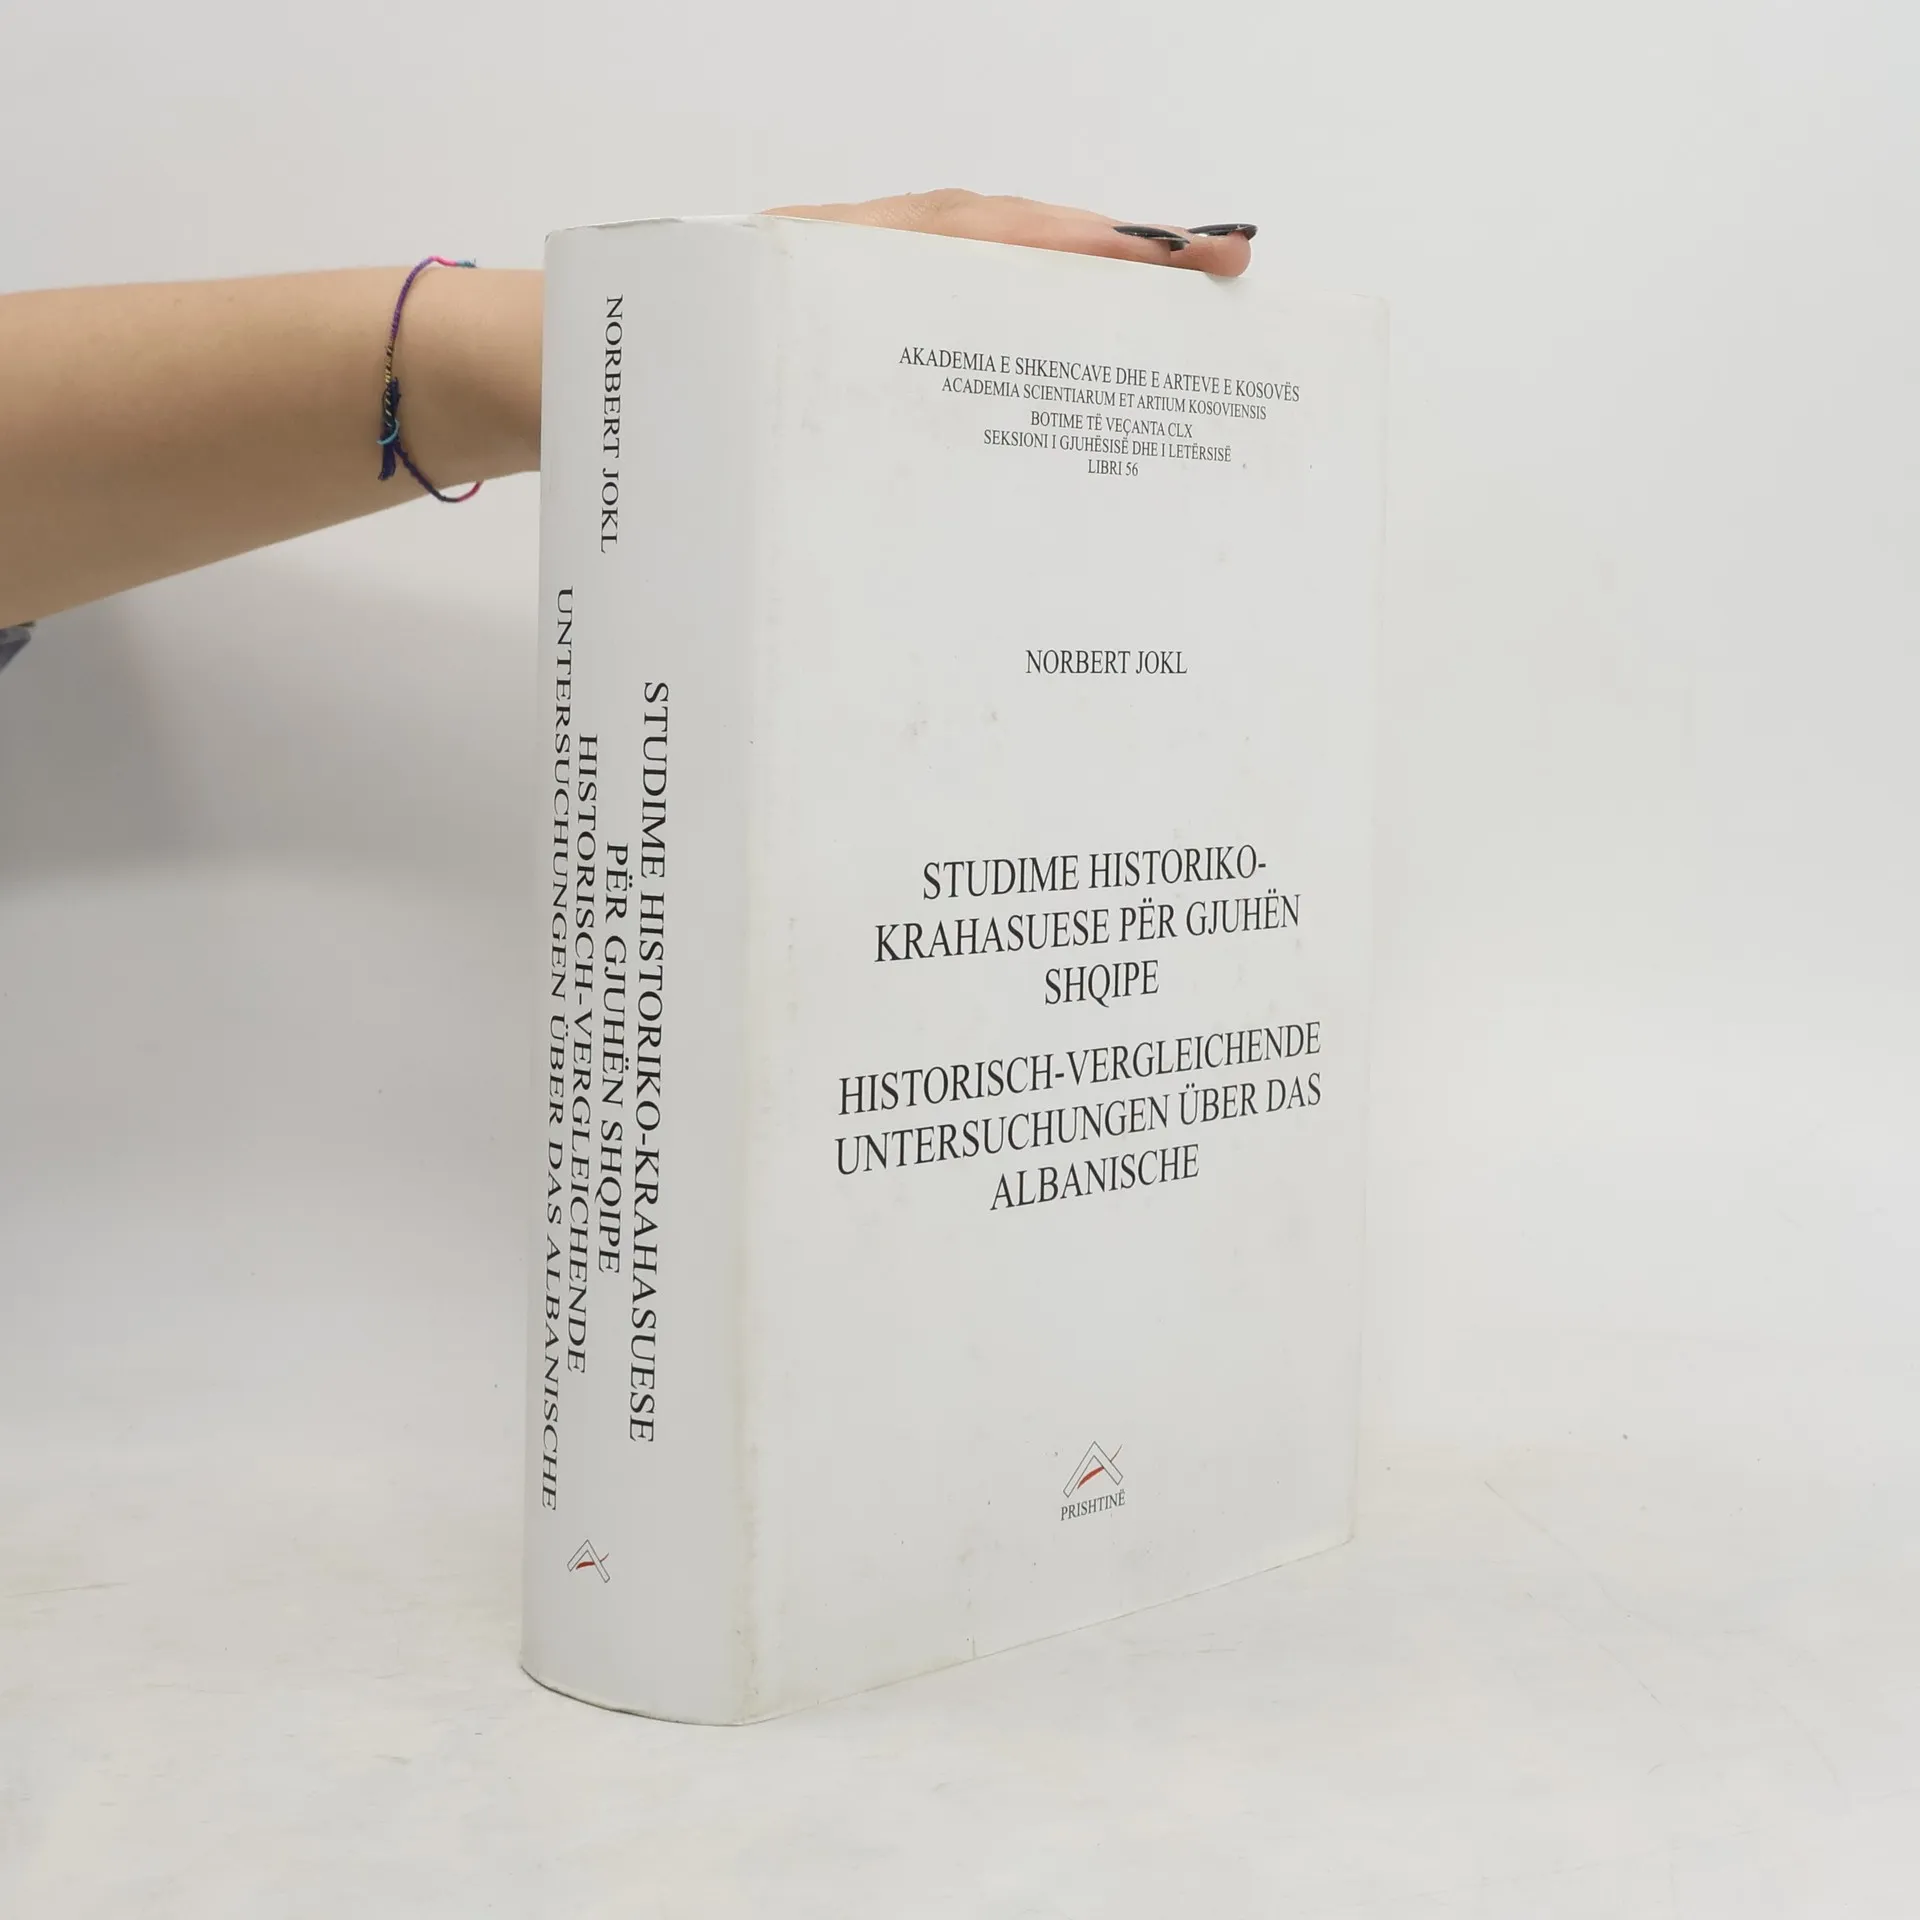 NORBERT JOKL
STUDIME HISTORIKO-KRAHASUESE
PËR GJUHËN SHQIPE
HISTORISCH-VERGLEICHENDE
UNTERSUCHUNGEN ÜBER DAS ALBANISCHE
AKADEMIA E SHKENCAVE DHE E ARTEVE E KOSOVËS
ACADEMIA SCIENTIARUM ET ARTIUM KOSOVIENSIS
BOTIME TË VEÇANTA CLX
SEKSIONI I GJUHËSISË DHE I LETËRSISË
LIBRI 56
NORBERT JOKL
STUDIME HISTORIKO-
KRAHASUESE PËR GJUHËN
SHQIPE
HISTORISCH-VERGLEICHENDE
UNTERSUCHUNGEN ÜBER DAS
ALBANISCHE
PRISHTINË